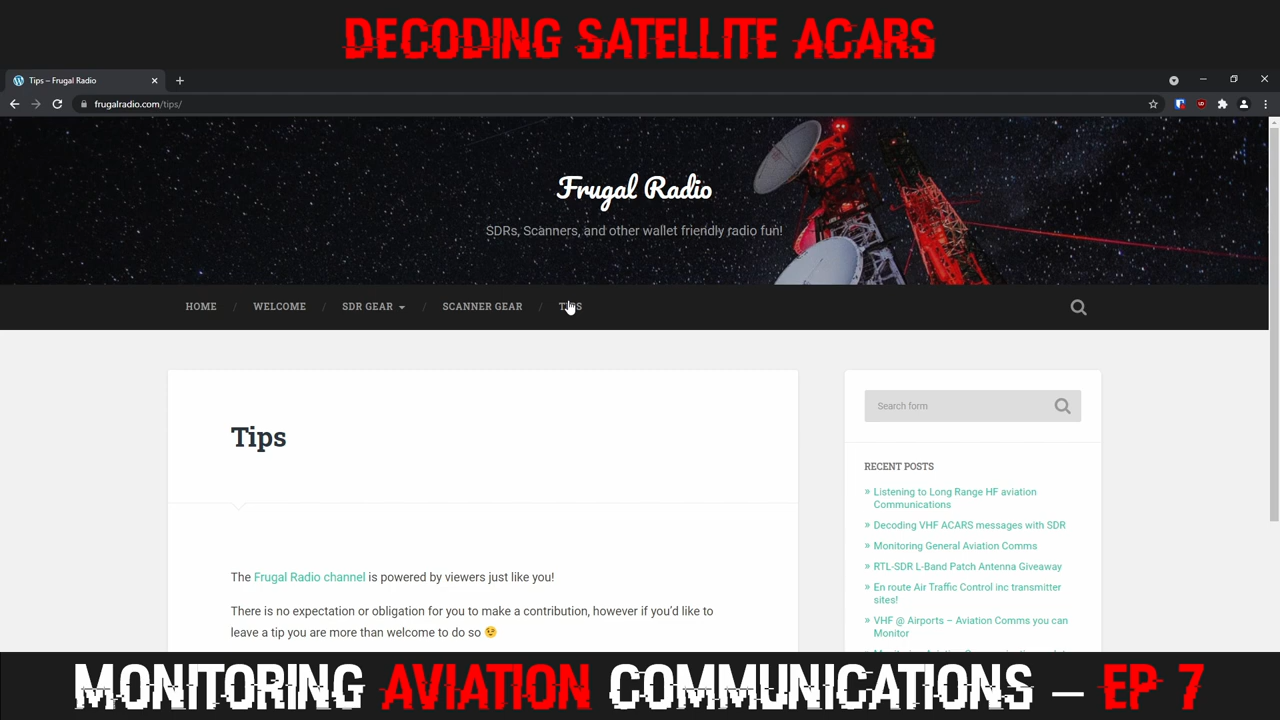 DECODING SATELLITE ACARS
Tips – Frugal Radio
frugalradio.com/tips/
Frugal Radio
SDRs, Scanners, and other wallet friendly radio fun!
HOME / WELCOME / SDR GEAR / SCANNER GEAR / TIPS
Tips
The Frugal Radio channel is powered by viewers just like you!
There is no expectation or obligation for you to make a contribution, however if you'd like to
leave a tip you are more than welcome to do so 😉
Search form
RECENT POSTS
» Listening to Long Range HF aviation
Communications
» Decoding VHF ACARS messages with SDR
» Monitoring General Aviation Comms
» RTL-SDR L-Band Patch Antenna Giveaway
» En route Air Traffic Control inc transmitter
sites!
» VHF @ Airports – Aviation Comms you can
Monitor
MONITORING AVIATION COMMUNICATIONS – EP 7